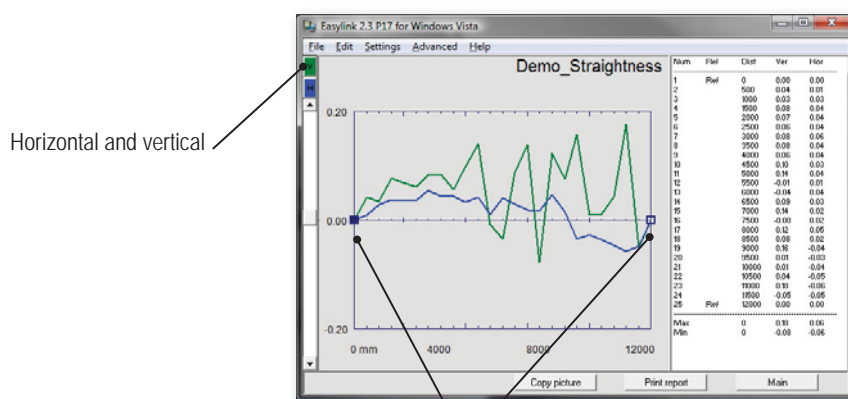 Easylink 2.3 P17 for Windows Vista
File Edit Settings Advanced Help
V
H
Demo_Straightness
Horizontal and vertical
0.20
0.00
-0.20
0 mm 4000 8000 12000
Num Ref Dist Ver Hor
1 Ref 0 0.00 0.00
2 500 0.04 0.01
3 1000 0.03 0.03
4 1500 0.08 0.04
5 2000 0.07 0.04
6 2500 0.06 0.04
7 3000 0.08 0.06
8 3500 0.08 0.04
9 4000 0.06 0.04
10 4500 0.10 0.03
11 5000 0.14 0.04
12 5500 -0.01 0.01
13 6000 -0.04 0.04
14 6500 0.09 0.03
15 7000 0.14 0.02
16 7500 -0.08 0.02
17 8000 0.12 0.05
18 8500 0.08 0.02
19 9000 0.16 -0.04
20 9500 0.01 -0.03
21 10000 0.01 -0.04
22 10500 0.04 -0.05
23 11000 0.18 -0.06
24 11500 -0.05 -0.05
25 Ref 12000 0.00 0.00
Max 0 0.18 0.06
Min 0 -0.08 -0.06
Copy picture Print report Main